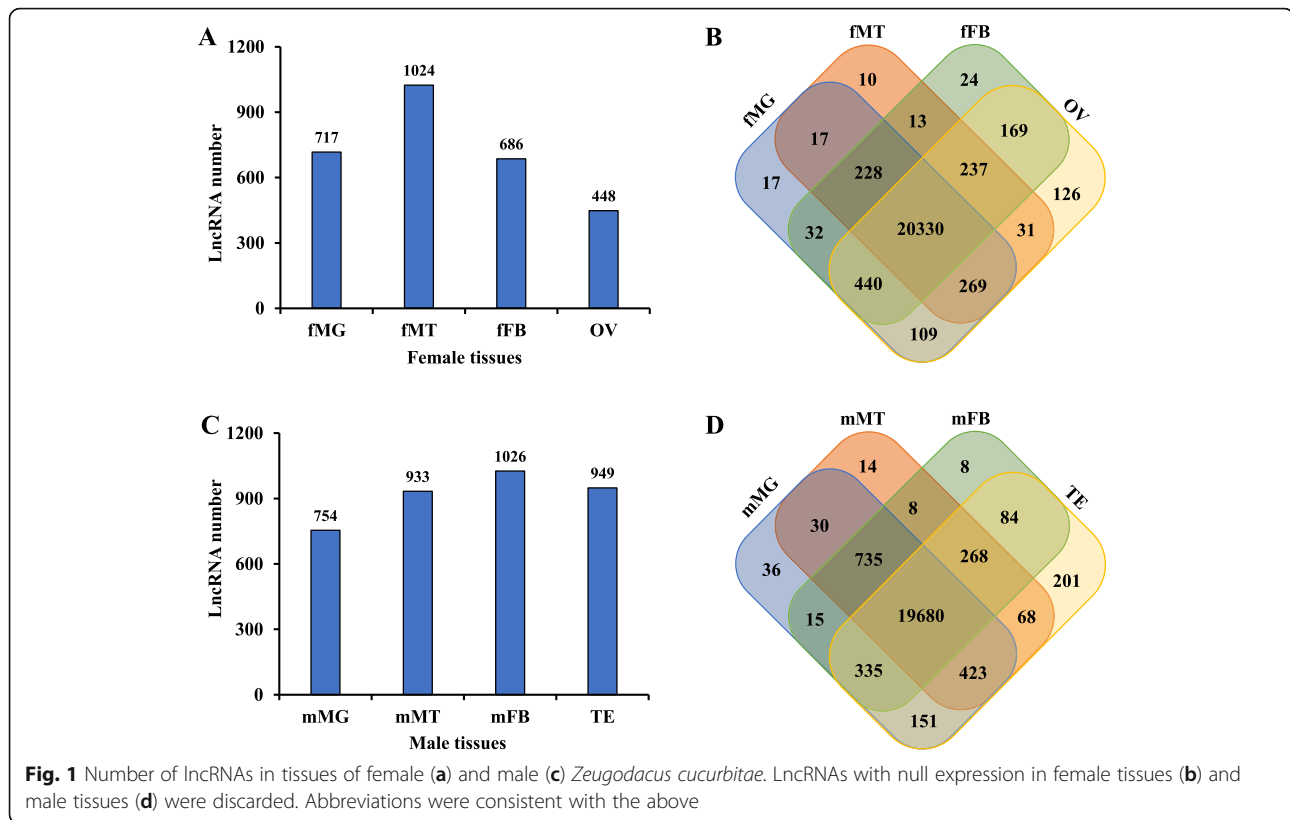 A
1200
900
600
300
0
LncRNA number
717
1024
686
448
fMG
fMT
fFB
OV
Female tissues
B
fMG
fMT
fFB
OV
10
24
17
13
169
17
228
237
126
32
20330
31
440
269
109
C
1200
900
600
300
0
LncRNA number
754
933
1026
949
mMG
mMT
mFB
TE
Male tissues
D
mMG
mMT
mFB
TE
14
8
30
8
84
36
735
268
201
15
19680
68
335
423
151
Fig. 1 Number of lncRNAs in tissues of female (a) and male (c) Zeugodacus cucurbitae. LncRNAs with null expression in female tissues (b) and
male tissues (d) were discarded. Abbreviations were consistent with the above